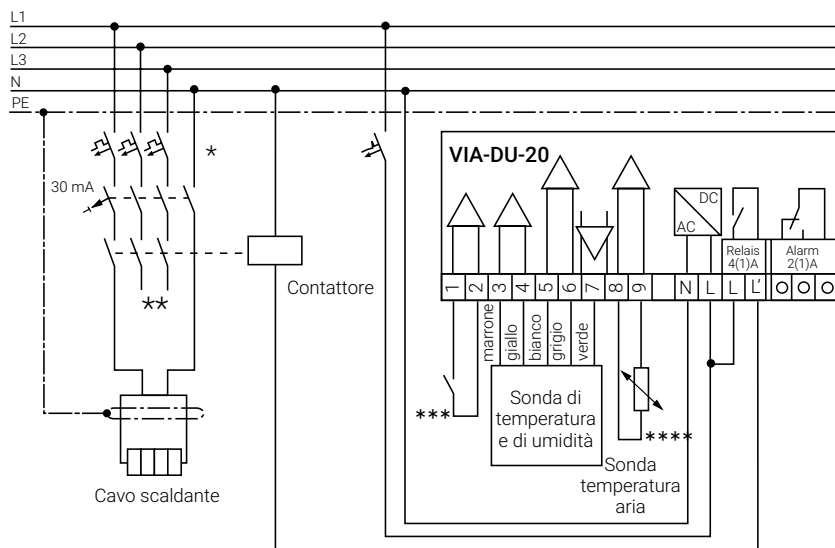 L1
L2
L3
N
PE
*
30 mA
**
Contattore
Cavo scaldante
VIA-DU-20
AC
DC
Relais
4(1)A
Alarm
2(1)A
1
2
3
4
5
6
7
8
9
N
L
L
L'
marrone
giallo
bianco
grigio
verde
***
Sonda di
temperatura
e di umidità
****
Sonda
temperatura
aria